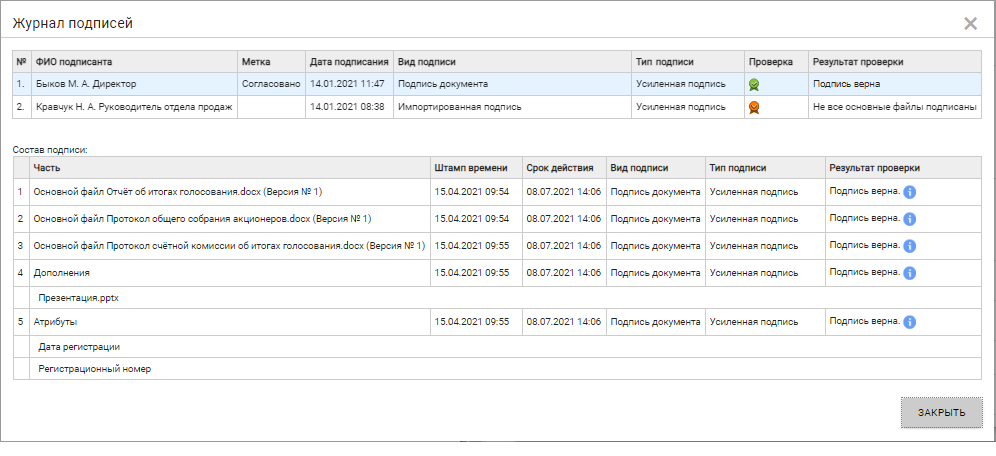 Журнал подписей
№ ФИО подписанта Метка Дата подписания Вид подписи Тип подписи Проверка Результат проверки
1. Быков М. А. Директор Согласовано 14.01.2021 11:47 Подпись документа Усиленная подпись Подпись верна
2. Кравчук Н. А. Руководитель отдела продаж 14.01.2021 08:38 Импортированная подпись Усиленная подпись Не все основные файлы подписаны
Состав подписи:
Часть Штамп времени Срок действия Вид подписи Тип подписи Результат проверки
1 Основной файл Отчёт об итогах голосования.docx (Версия № 1) 15.04.2021 09:54 08.07.2021 14:06 Подпись документа Усиленная подпись Подпись верна.
2 Основной файл Протокол общего собрания акционеров.docx (Версия № 1) 15.04.2021 09:54 08.07.2021 14:06 Подпись документа Усиленная подпись Подпись верна.
3 Основной файл Протокол счётной комиссии об итогах голосования.docx (Версия № 1) 15.04.2021 09:55 08.07.2021 14:06 Подпись документа Усиленная подпись Подпись верна.
4 Дополнения 15.04.2021 09:55 08.07.2021 14:06 Подпись документа Усиленная подпись Подпись верна.
Презентация.pptx
5 Атрибуты 15.04.2021 09:55 08.07.2021 14:06 Подпись документа Усиленная подпись Подпись верна.
Дата регистрации
Регистрационный номер
ЗАКРЫТЬ